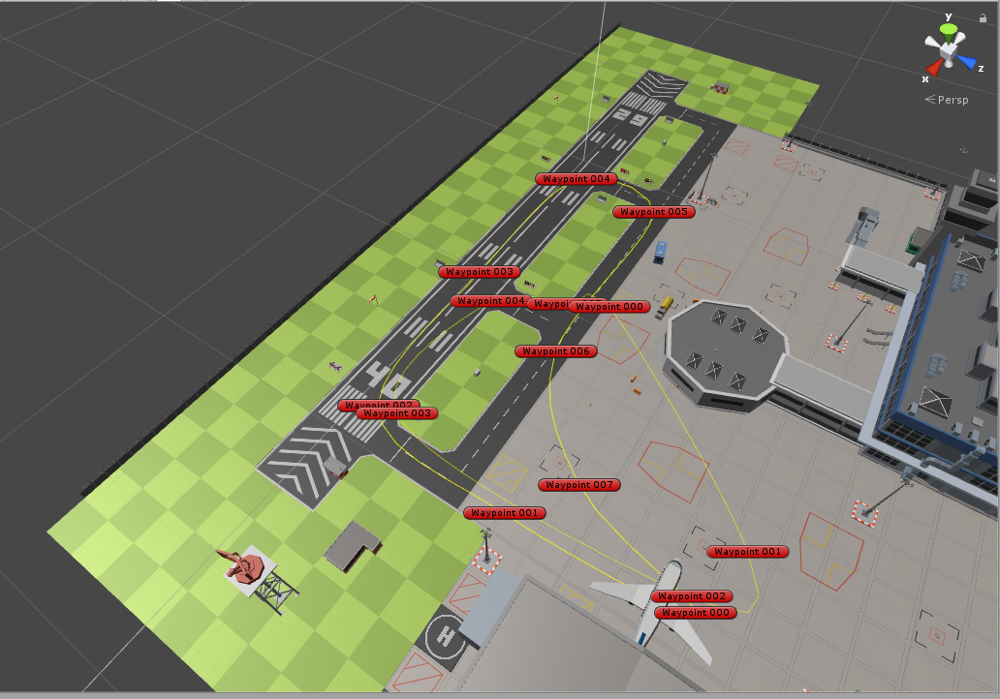 y
z
x
Persp
29
Waypoint 004
Waypoint 005
Waypoint 003
Waypoint 004
Waypoi
Waypoint 000
Waypoint 006
Waypoint 002
Waypoint 003
Waypoint 007
Waypoint 001
Waypoint 001
Waypoint 002
Waypoint 000
H